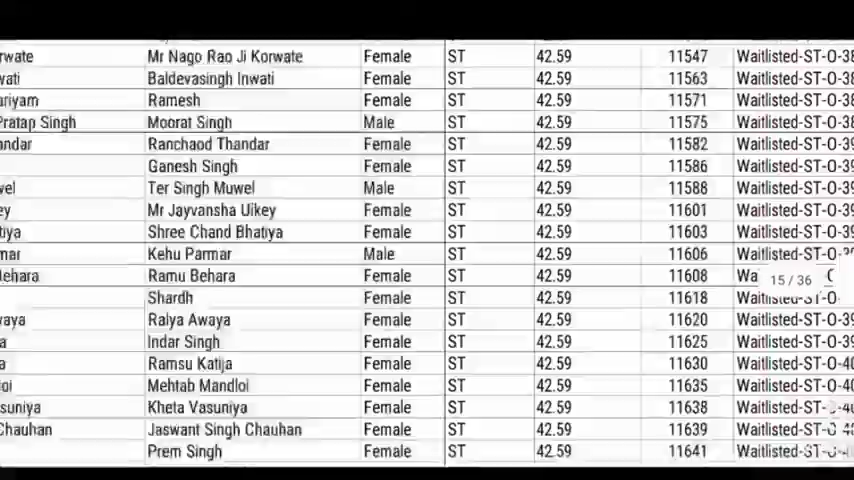 rwate Mr Nago Rao Ji Korwate Female ST 42.59 11547 Waitlisted-ST-O-38
vati Baldevasingh Inwati Female ST 42.59 11563 Waitlisted-ST-O-38
ariyam Ramesh Female ST 42.59 11571 Waitlisted-ST-O-38
Pratap Singh Moorat Singh Male ST 42.59 11575 Waitlisted-ST-O-38
andar Ranchaod Thandar Female ST 42.59 11582 Waitlisted-ST-O-39
Ganesh Singh Female ST 42.59 11586 Waitlisted-ST-O-39
vel Ter Singh Muwel Male ST 42.59 11588 Waitlisted-ST-O-39
ey Mr Jayvansha Uikey Female ST 42.59 11601 Waitlisted-ST-O-39
tiya Shree Chand Bhatiya Female ST 42.59 11603 Waitlisted-ST-O-39
mar Kehu Parmar Male ST 42.59 11606 Waitlisted-ST-O-39
Behara Ramu Behara Female ST 42.59 11608 Wa
15 / 36
Shardh Female ST 42.59 11618 Waitlisted-ST-O-
waya Ralya Awaya Female ST 42.59 11620 Waitlisted-ST-O-39
a Indar Singh Female ST 42.59 11625 Waitlisted-ST-O-39
a Ramsu Katija Female ST 42.59 11630 Waitlisted-ST-O-40
loi Mehtab Mandloi Female ST 42.59 11635 Waitlisted-ST-O-40
asuniya Kheta Vasuniya Female ST 42.59 11638 Waitlisted-ST-O-40
Chauhan Jaswant Singh Chauhan Female ST 42.59 11639 Waitlisted-ST-O-40
Prem Singh Female ST 42.59 11641 Waitlisted-ST-O-40